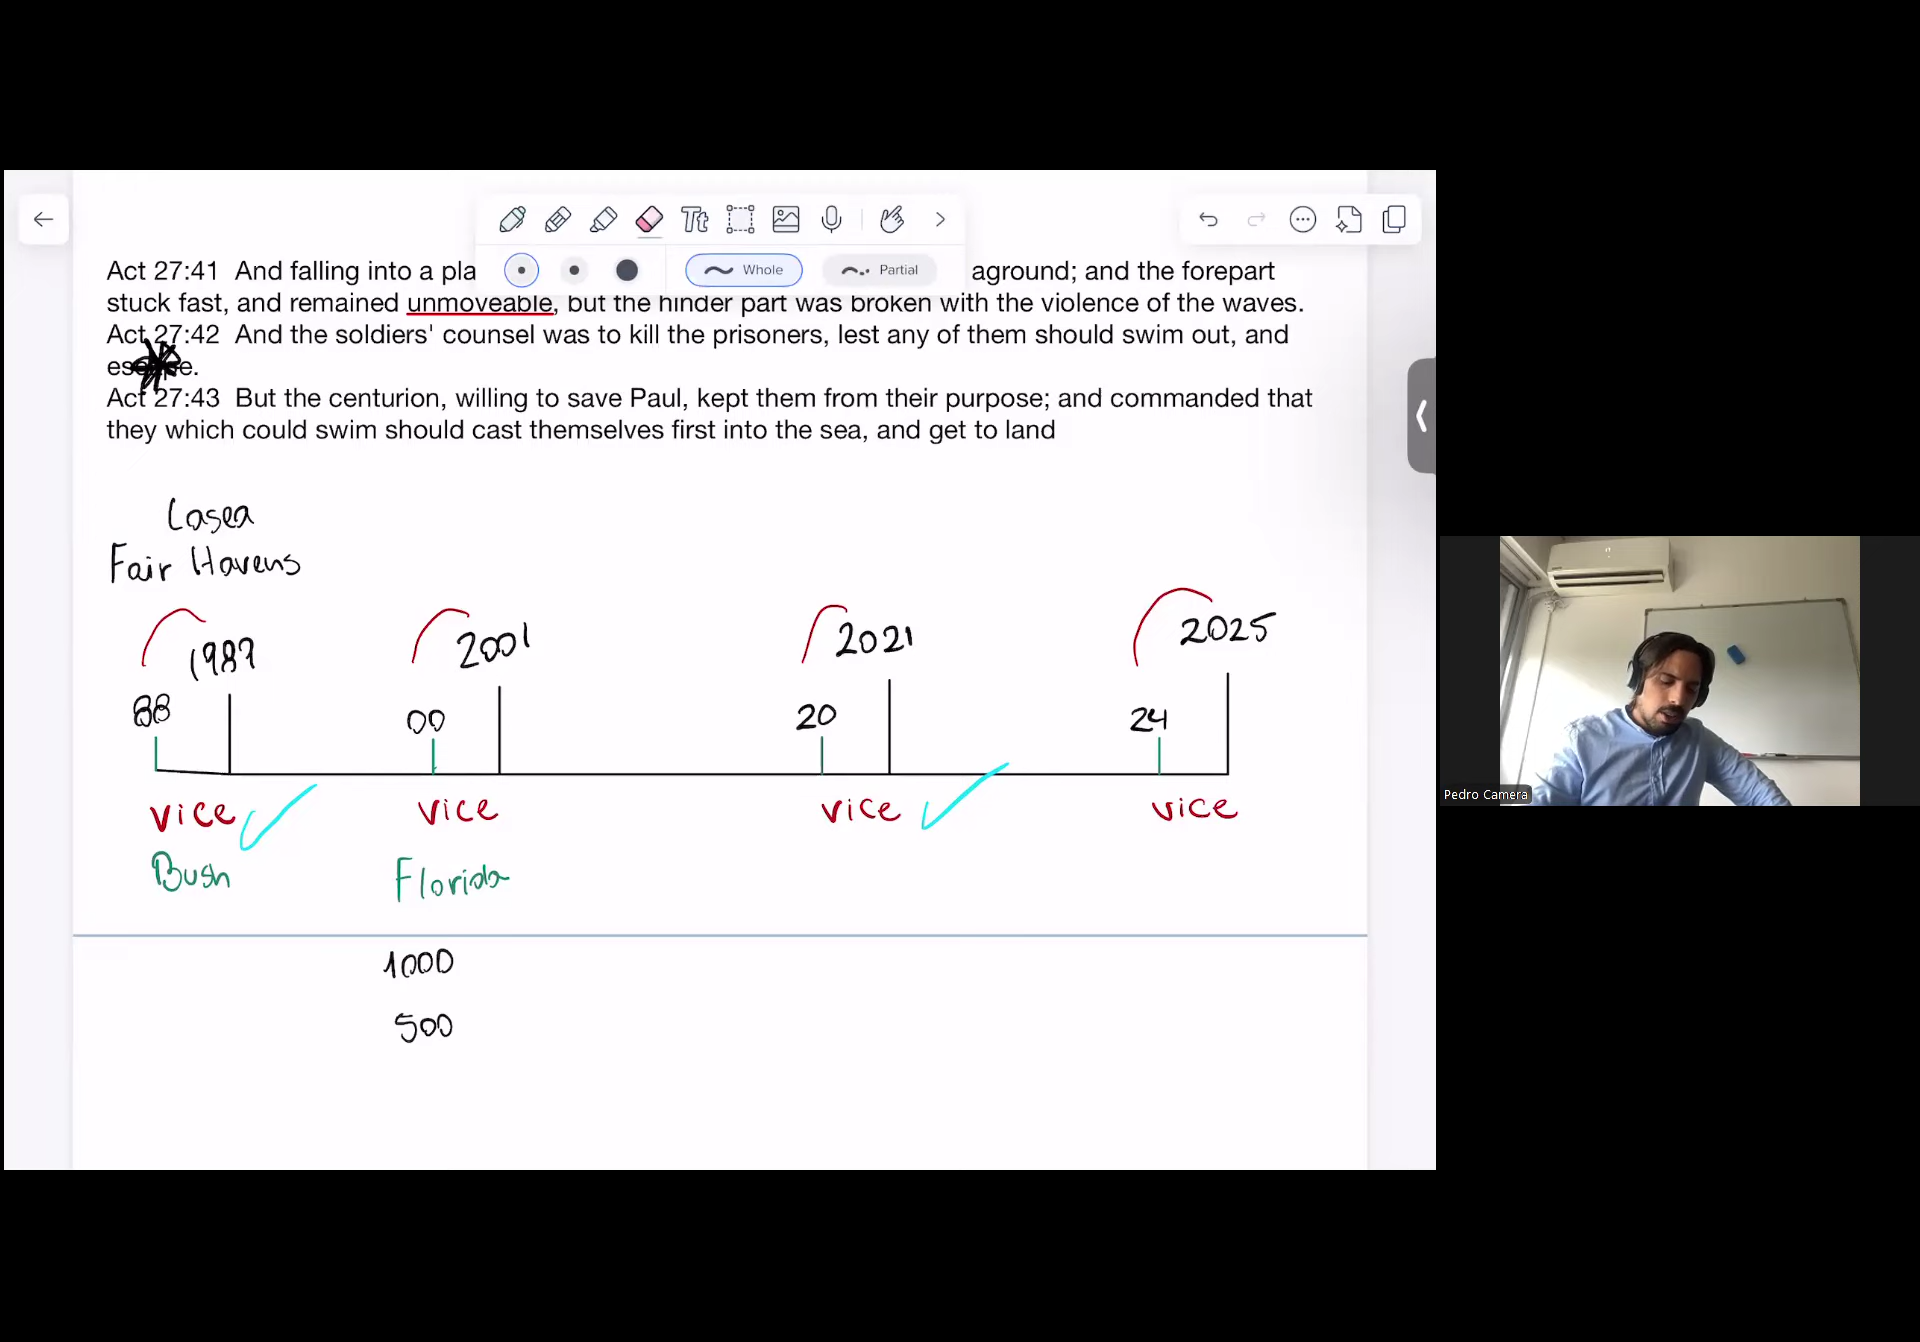 Tt
Whole
Partial
Act 27:41 And falling into a pla aground; and the forepart
stuck fast, and remained unmoveable, but the hinder part was broken with the violence of the waves.
Act 27:42 And the soldiers' counsel was to kill the prisoners, lest any of them should swim out, and
Act 27:43 But the centurion, willing to save Paul, kept them from their purpose; and commanded that
they which could swim should cast themselves first into the sea, and get to land
Lasea
Fair Havens
1989 2001 2021 2025
88 00 20 24
vice vice vice vice
Bush Florida
1000
500
Pedro Camera